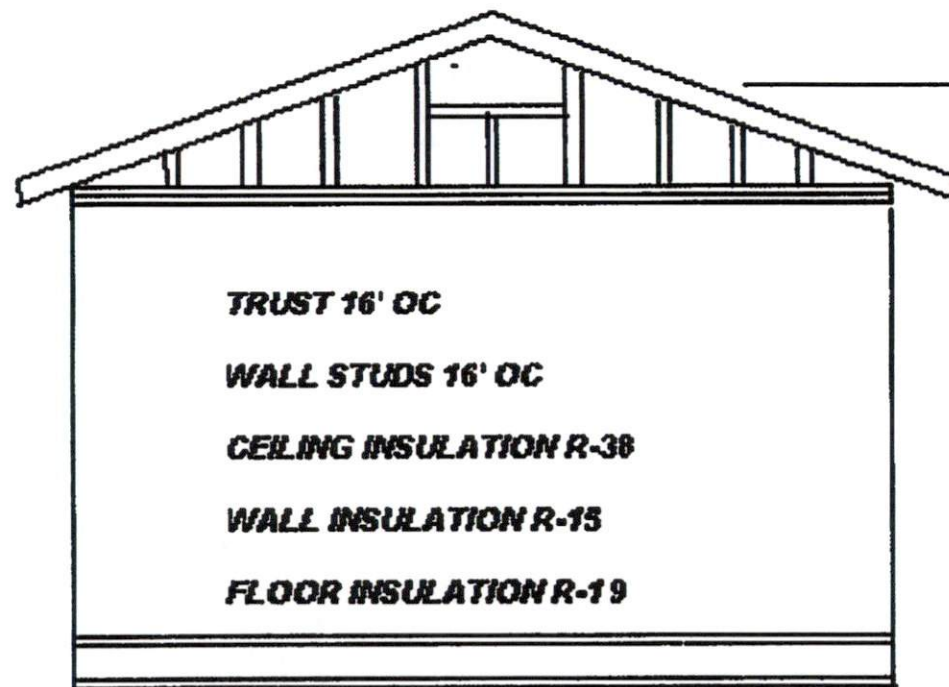 TRUST 16' OC
WALL STUDS 16' OC
CEILING INSULATION R-38
WALL INSULATION R-15
FLOOR INSULATION R-19